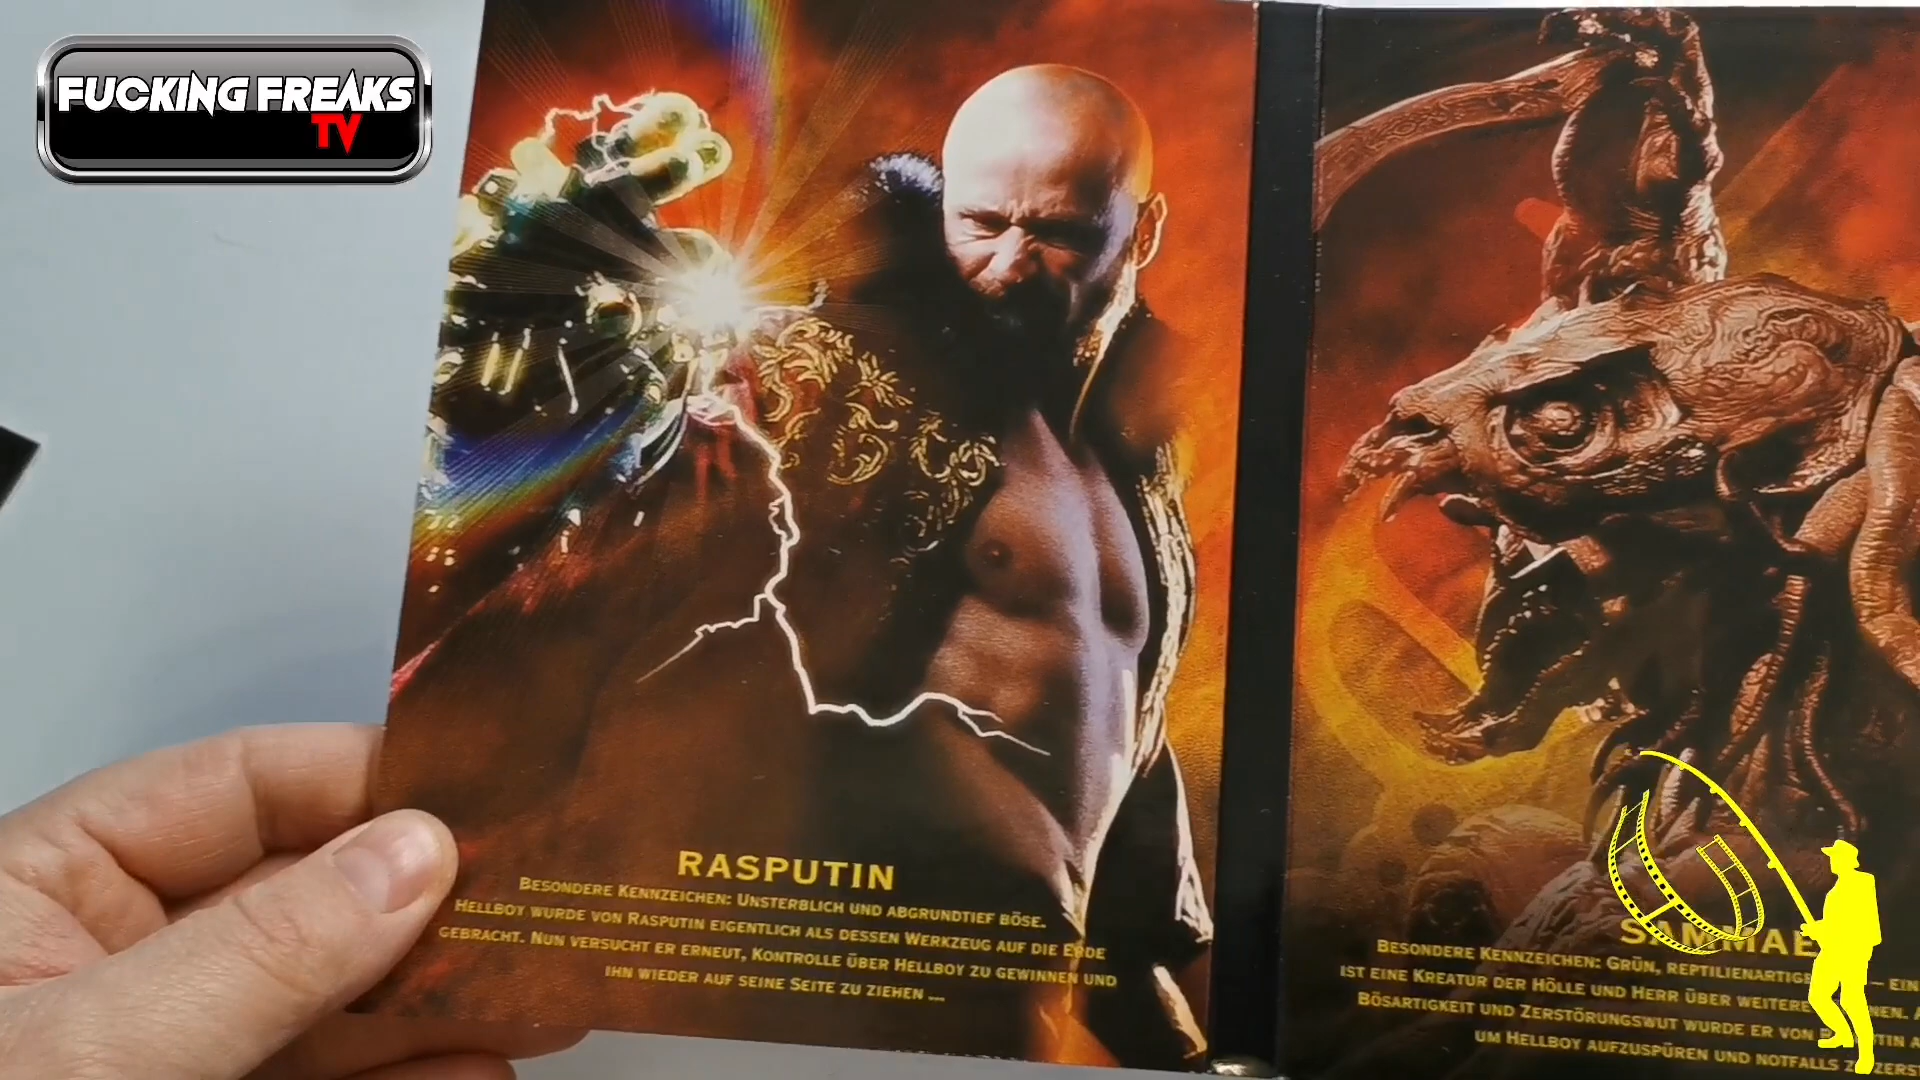 FUCKING FREAKS
TV
RASPUTIN
BESONDERE KENNZEICHEN: UNSTERBLICH UND ABGRUNDTIEF BÖSE.
HELLBOY WURDE VON RASPUTIN EIGENTLICH ALS DESSEN WERKZEUG AUF DIE ERDE
GEBRACHT. NUN VERSUCHT ER ERNEUT, KONTROLLE ÜBER HELLBOY ZU GEWINNEN UND
IHN WIEDER AUF SEINE SEITE ZU ZIEHEN ...
SAMMAE
BESONDERE KENNZEICHEN: GRÜN, REPTILIENARTIGE – EIN
IST EINE KREATUR DER HÖLLE UND HERR ÜBER WEITERE
BÖSARTIGKEIT UND ZERSTÖRUNGSWUT WURDE ER VON
UM HELLBOY AUFZUSPÜREN UND NOTFALLS